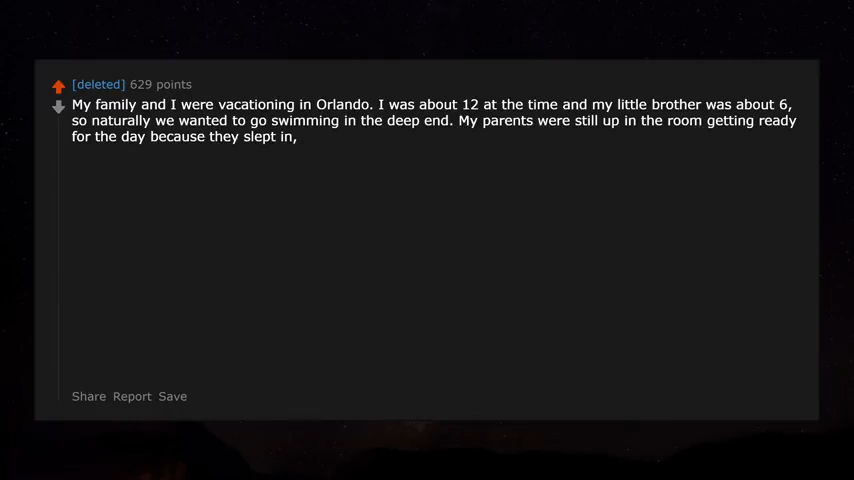 [deleted] 629 points
My family and I were vacationing in Orlando. I was about 12 at the time and my little brother was about 6,
so naturally we wanted to go swimming in the deep end. My parents were still up in the room getting ready
for the day because they slept in,
Share Report Save